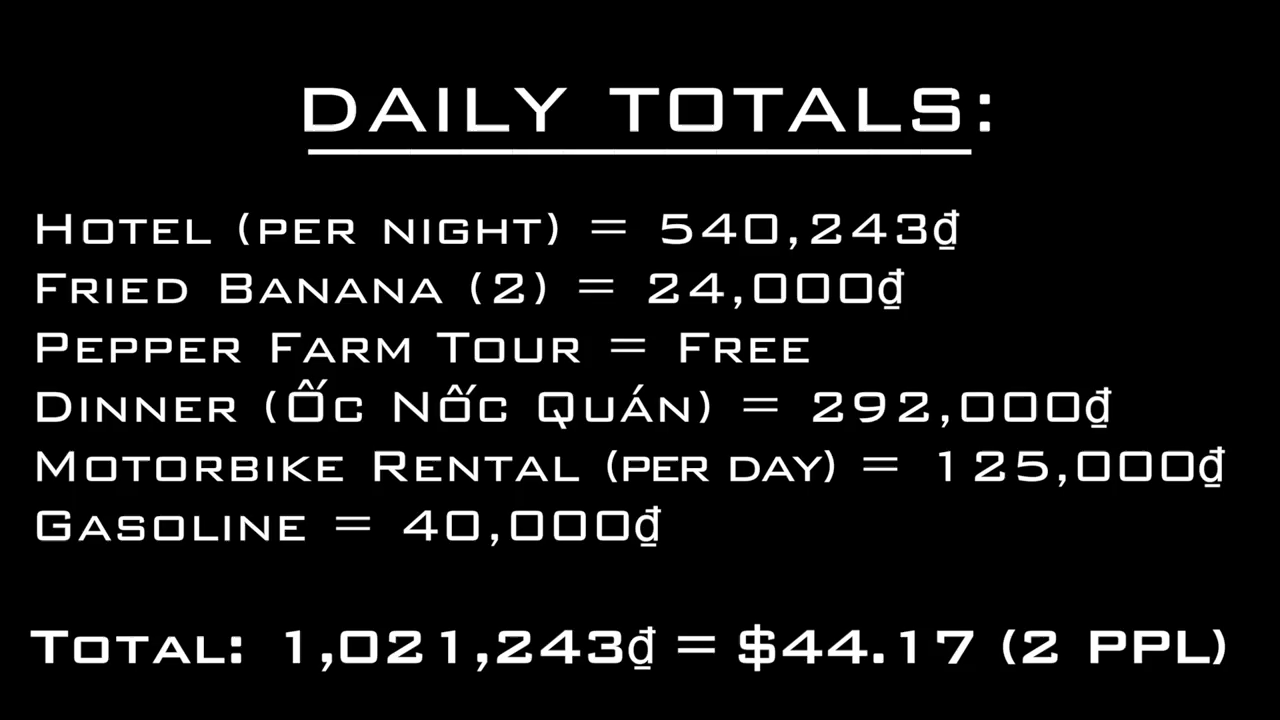 DAILY TOTALS:
HOTEL (PER NIGHT) = 540,243₫
FRIED BANANA (2) = 24,000₫
PEPPER FARM TOUR = FREE
DINNER (ỐC NỐC QUÁN) = 292,000₫
MOTORBIKE RENTAL (PER DAY) = 125,000₫
GASOLINE = 40,000₫
TOTAL: 1,021,243₫ = $44.17 (2 PPL)